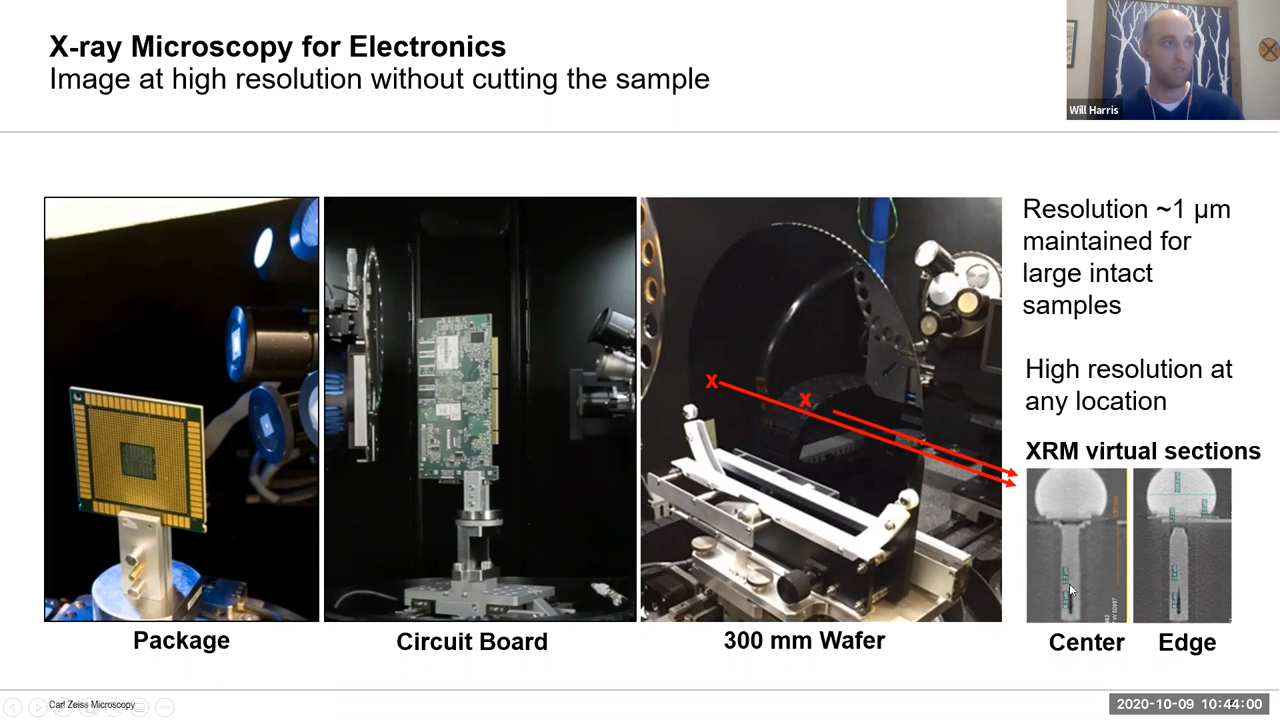 X-ray Microscopy for Electronics
Image at high resolution without cutting the sample
Will Harris
Resolution ~1 µm
maintained for
large intact
samples
High resolution at
any location
XRM virtual sections
x
x
Package
Circuit Board
300 mm Wafer
Center
Edge
Carl Zeiss Microscopy
2020-10-09 10:44:00